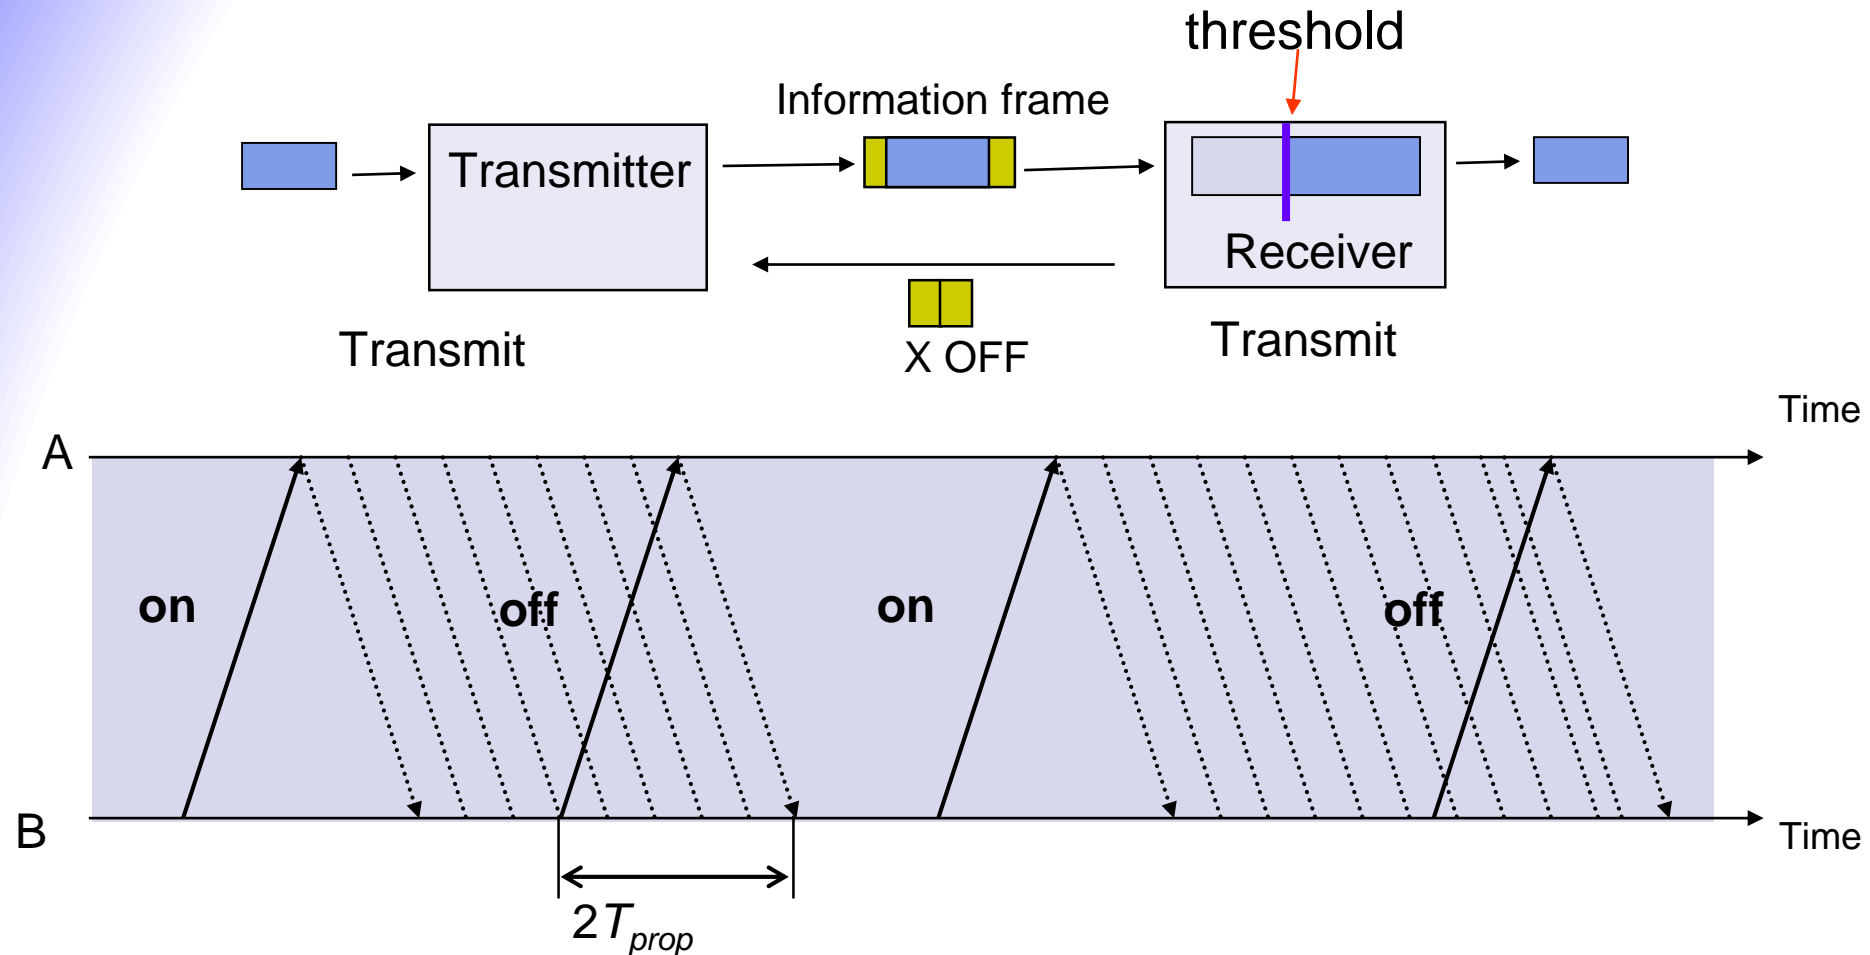 threshold
Information frame
Transmitter
Receiver
X OFF
Transmit
Transmit
Time
A
on
off
on
off
B
Time
2T_prop